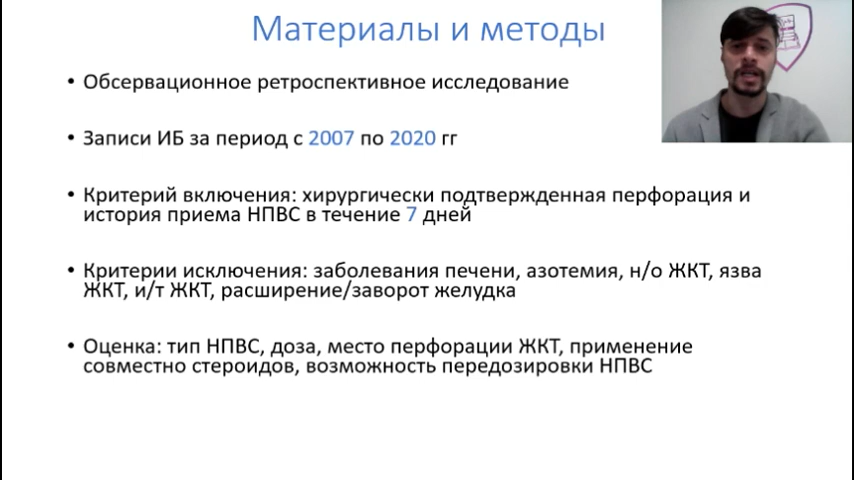 Материалы и методы
• Обсервационное ретроспективное исследование
• Записи ИБ за период с 2007 по 2020 гг
• Критерий включения: хирургически подтвержденная перфорация и
история приема НПВС в течение 7 дней
• Критерии исключения: заболевания печени, азотемия, н/о ЖКТ, язва
ЖКТ, и/т ЖКТ, расширение/заворот желудка
• Оценка: тип НПВС, доза, место перфорации ЖКТ, применение
совместно стероидов, возможность передозировки НПВС